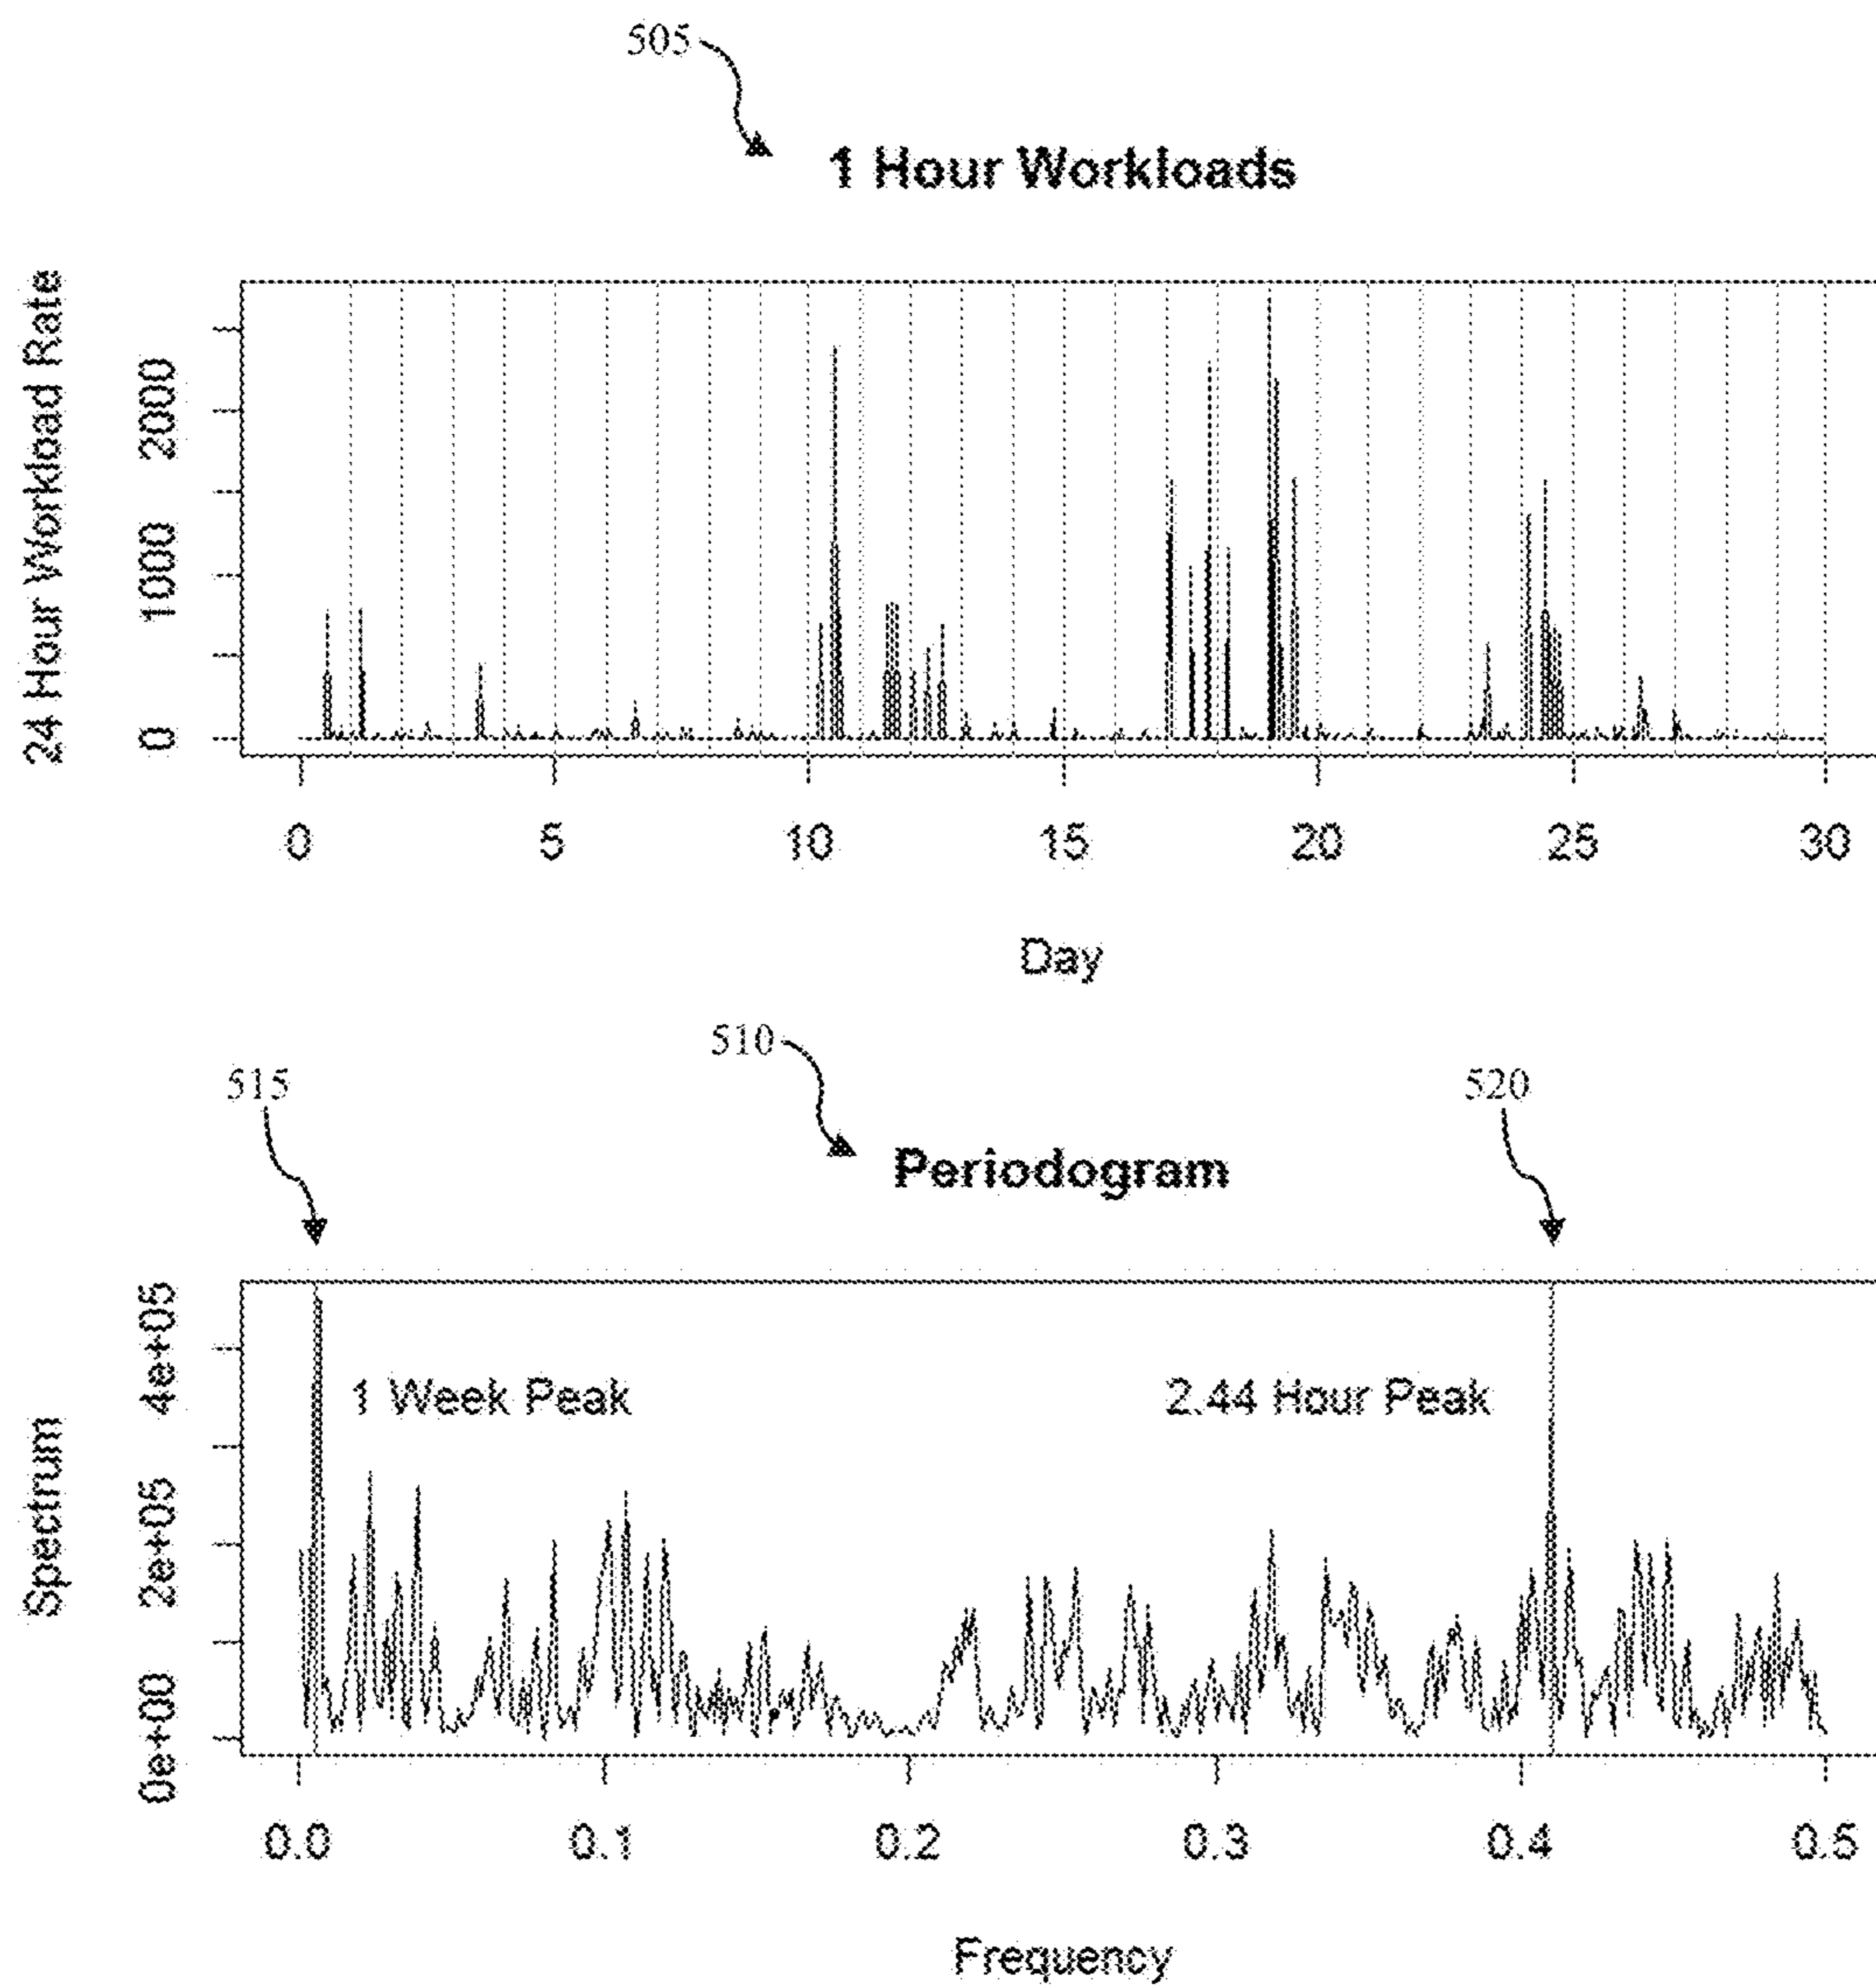 505
1 Hour Workloads
24 Hour Workload Rate
2000
1000
0
0 5 10 15 20 25 30
Day
510
515
520
Periodogram
4e+05
2e+05
0e+00
Spectrum
1 Week Peak
2.44 Hour Peak
0.0 0.1 0.2 0.3 0.4 0.5
Frequency